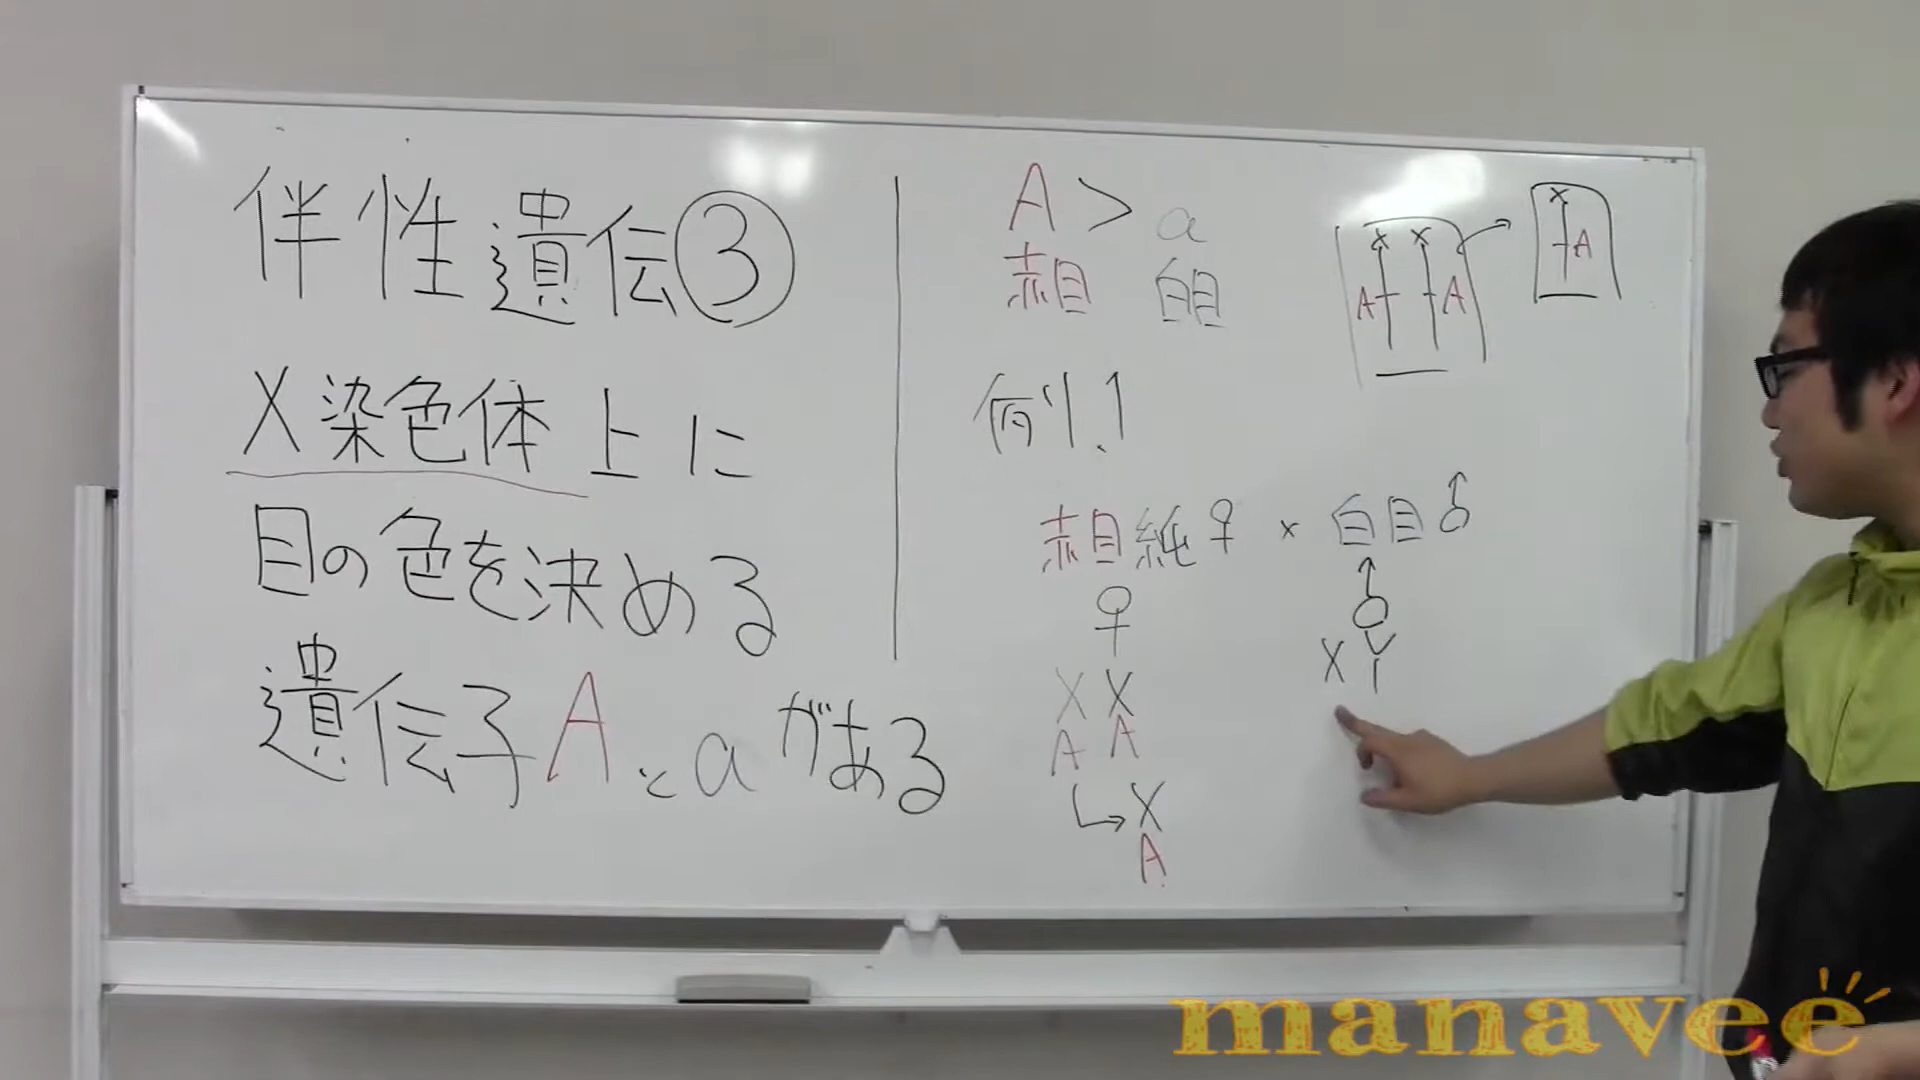 伴性遺伝③
X染色体上に
目の色を決める
遺伝子Aとaがある
A > a
赤目 白目
例1.1
赤目純♀ × 白目♂
♀ ♂
X X X Y
A A
X
A
X X
A A
X
A
manavee